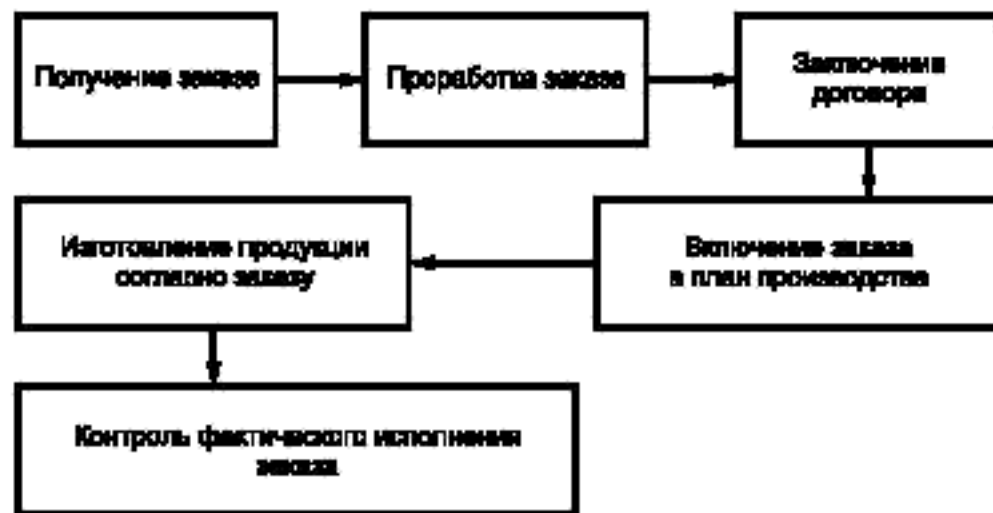 Получение заказа
Проработка заказа
Заключение
договора
Включение заказа
в план производства
Изготовление продукции
согласно заказу
Контроль фактического исполнения
заказа